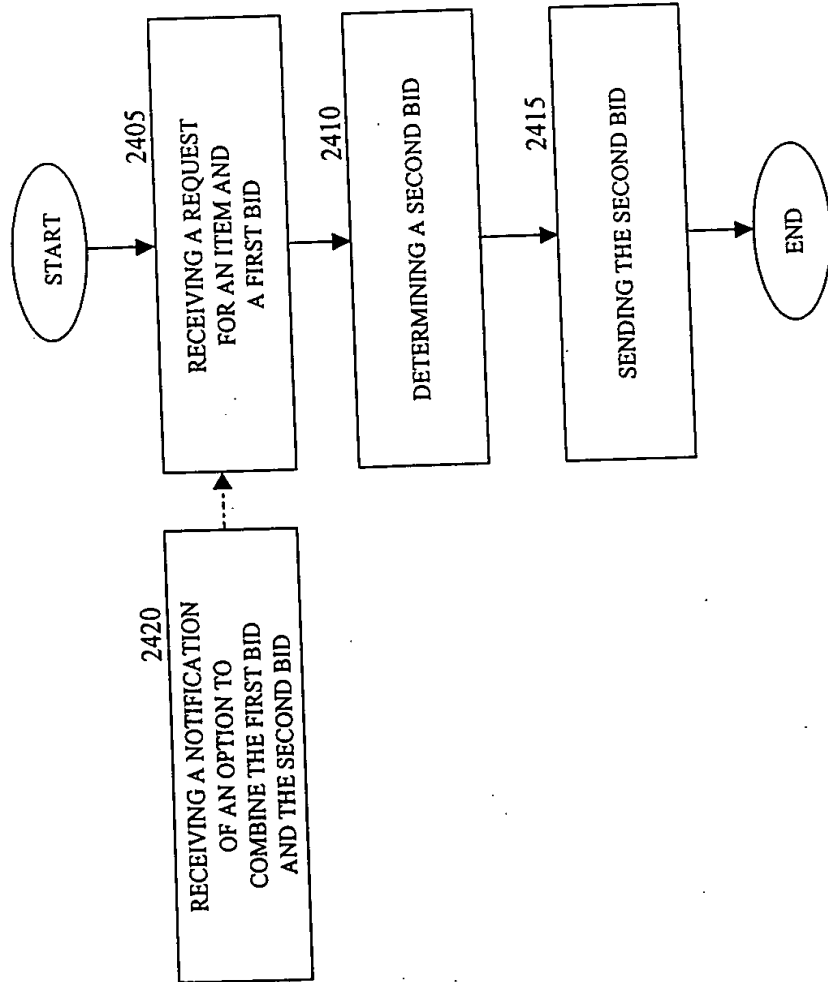 START
2405
RECEIVING A REQUEST
FOR AN ITEM AND
A FIRST BID
2410
DETERMINING A SECOND BID
2415
SENDING THE SECOND BID
END
2420
RECEIVING A NOTIFICATION
OF AN OPTION TO
COMBINE THE FIRST BID
AND THE SECOND BID